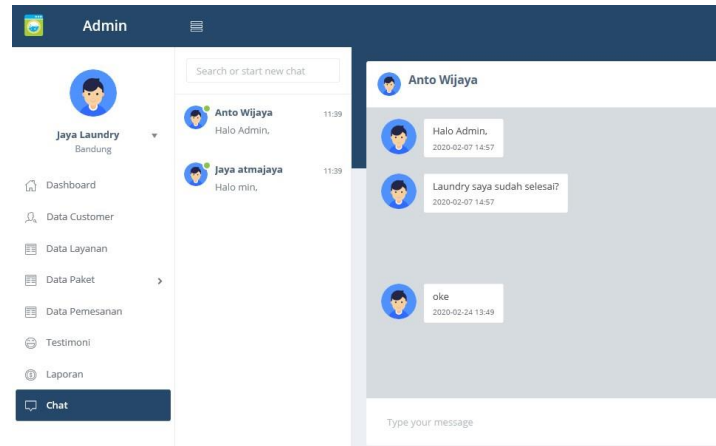 Admin
Jaya Laundry
Bandung
Dashboard
Data Customer
Data Layanan
Data Paket
Data Pemesanan
Testimoni
Laporan
Chat
Search or start new chat
Anto Wijaya 11:39
Halo Admin,
Jaya atmajaya 11:39
Halo min,
Anto Wijaya
Halo Admin,
2020-02-07 14:57
Laundry saya sudah selesai?
2020-02-07 14:57
oke
2020-02-24 13:49
Type your message